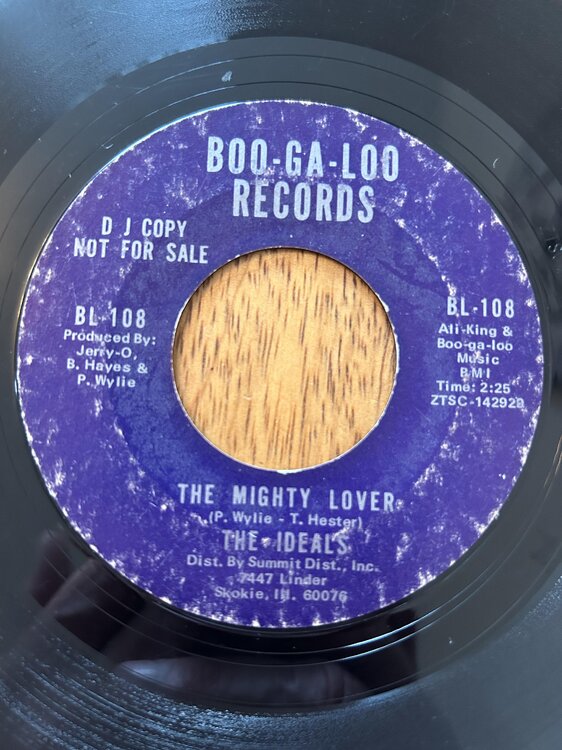 BOO-GA-LOO
RECORDS
D J COPY
NOT FOR SALE
BL-108
Produced By:
Jerry-O,
B. Hayes &
P. Wylie
BL-108
Ali-King &
Boo-ga-loo
Music
BMI
Time: 2:25
ZTSC-142920
THE MIGHTY LOVER
(P. Wylie - T. Hester)
THE IDEALS
Dist. By Summit Dist., Inc.
7447 Linder
Skokie, Ill. 60076